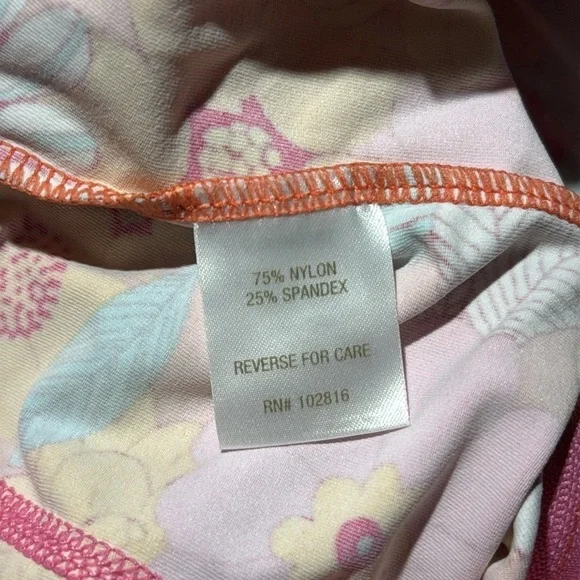 75% NYLON
25% SPANDEX
REVERSE FOR CARE
RN# 102816